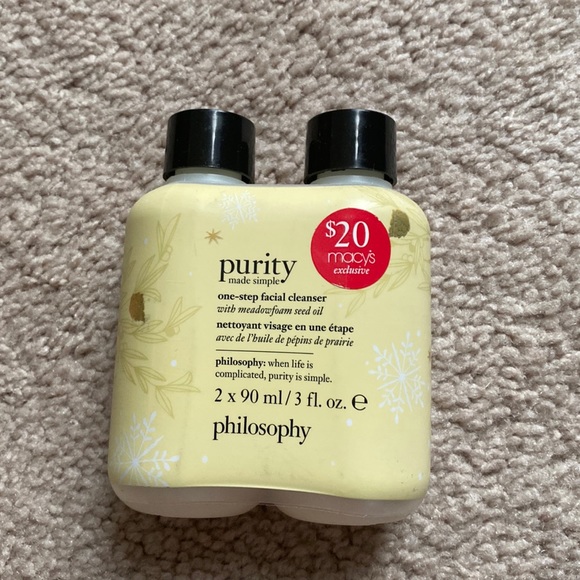 $20
macy's
exclusive
purity
made simple
one-step facial cleanser
with meadowfoam seed oil
nettoyant visage en une étape
avec de l'huile de pépins de prairie
philosophy: when life is
complicated, purity is simple.
2 x 90 ml/3 fl. oz. ℮
philosophy